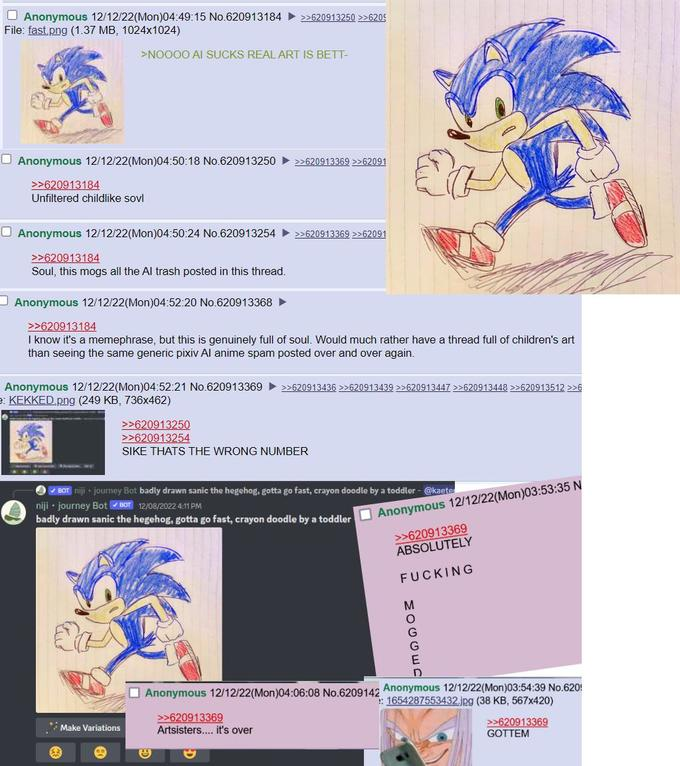 Anonymous 12/12/22(Mon)04:49:15 No.620913184 ▶ >>620913250 >>6209
File: fast.png (1.37 MB, 1024x1024)
>NOOOO AI SUCKS REAL ART IS BETT-
Anonymous 12/12/22(Mon)04:50:18 No.620913250 ▶ >>620913369 >>62091
>>620913184
Unfiltered childlike sovl
Anonymous 12/12/22(Mon)04:50:24 No.620913254 ▶ >>620913369 >>62091
>>620913184
Soul, this mogs all the AI trash posted in this thread.
Anonymous 12/12/22(Mon)04:52:20 No.620913368 ▶
>>620913184
I know it's a memephrase, but this is genuinely full of soul. Would much rather have a thread full of children's art
than seeing the same generic pixiv AI anime spam posted over and over again.
Anonymous 12/12/22(Mon)04:52:21 No.620913369 ▶ >>620913436 >>620913439 >>620913447 >>620913448 >>620913512 >>6
e: KEKKED.png (249 KB, 736x462)
>>620913250
>>620913254
SIKE THATS THE WRONG NUMBER
✓ BOT niji · journey Bot badly drawn sanic the hegehog, gotta go fast, crayon doodle by a toddler - @kaete
niji · journey Bot ✓ BOT 12/08/2022 4:11 PM
badly drawn sanic the hegehog, gotta go fast, crayon doodle by a toddler
Make Variations
Anonymous 12/12/22(Mon)03:53:35 N
>>620913369
ABSOLUTELY
FUCKING
M
O
G
G
E
D
Anonymous 12/12/22(Mon)04:06:08 No.6209142
>>620913369
Artsisters.... it's over
Anonymous 12/12/22(Mon)03:54:39 No.620
: 1654287553432.jpg (38 KB, 567x420)
>>620913369
GOTTEM